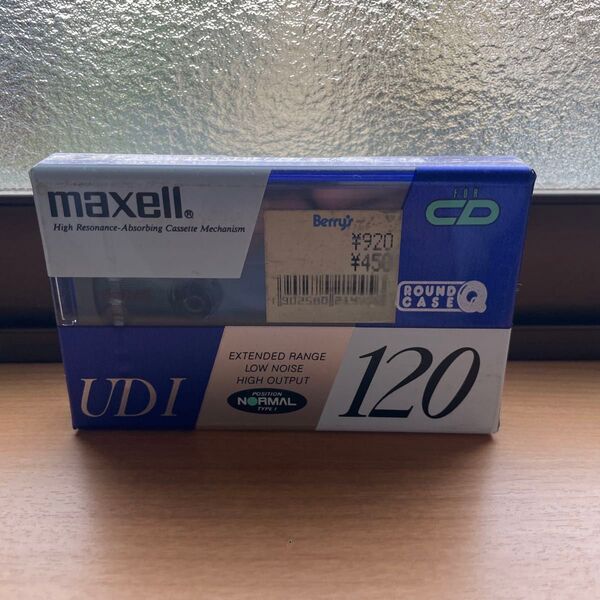 maxell®
High Resonance-Absorbing Cassette Mechanism
Berry's
¥920
¥450
FOR
CD
ROUND
CASE
UDI
EXTENDED RANGE
LOW NOISE
HIGH OUTPUT
POSITION
NORMAL
TYPE I
120